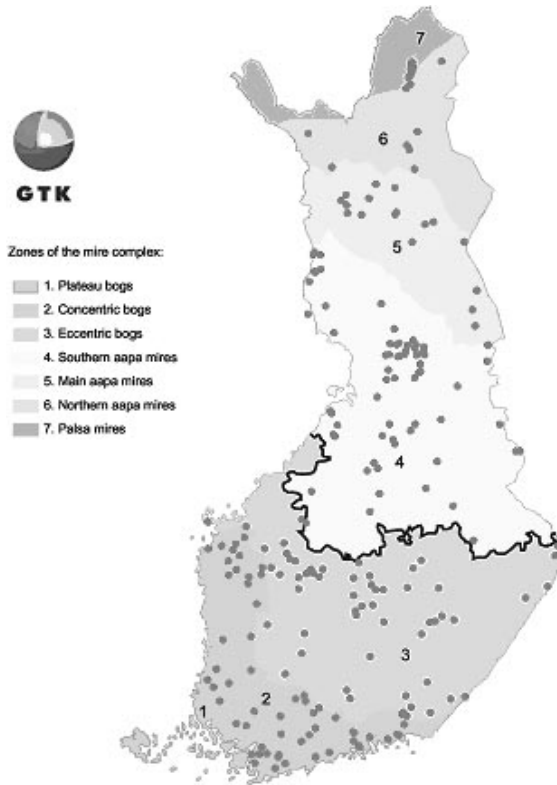 GTK
Zones of the mire complex:
1. Plateau bogs
2. Concentric bogs
3. Eccentric bogs
4. Southern aapa mires
5. Main aapa mires
6. Northern aapa mires
7. Palsa mires
7
6
5
4
3
2
1